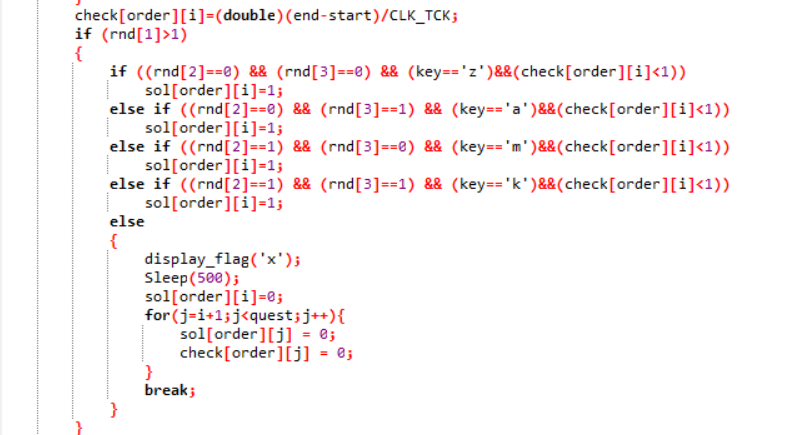 check[order][i]=(double)(end-start)/CLK_TCK;
if (rnd[1]>1)
{
if ((rnd[2]==0) && (rnd[3]==0) && (key=='z')&&(check[order][i]<1))
sol[order][i]=1;
else if ((rnd[2]==0) && (rnd[3]==1) && (key=='a')&&(check[order][i]<1))
sol[order][i]=1;
else if ((rnd[2]==1) && (rnd[3]==0) && (key=='m')&&(check[order][i]<1))
sol[order][i]=1;
else if ((rnd[2]==1) && (rnd[3]==1) && (key=='k')&&(check[order][i]<1))
sol[order][i]=1;
else
{
display_flag('x');
Sleep(500);
sol[order][i]=0;
for(j=i+1;j<quest;j++){
sol[order][j] = 0;
check[order][j] = 0;
}
break;
}
}